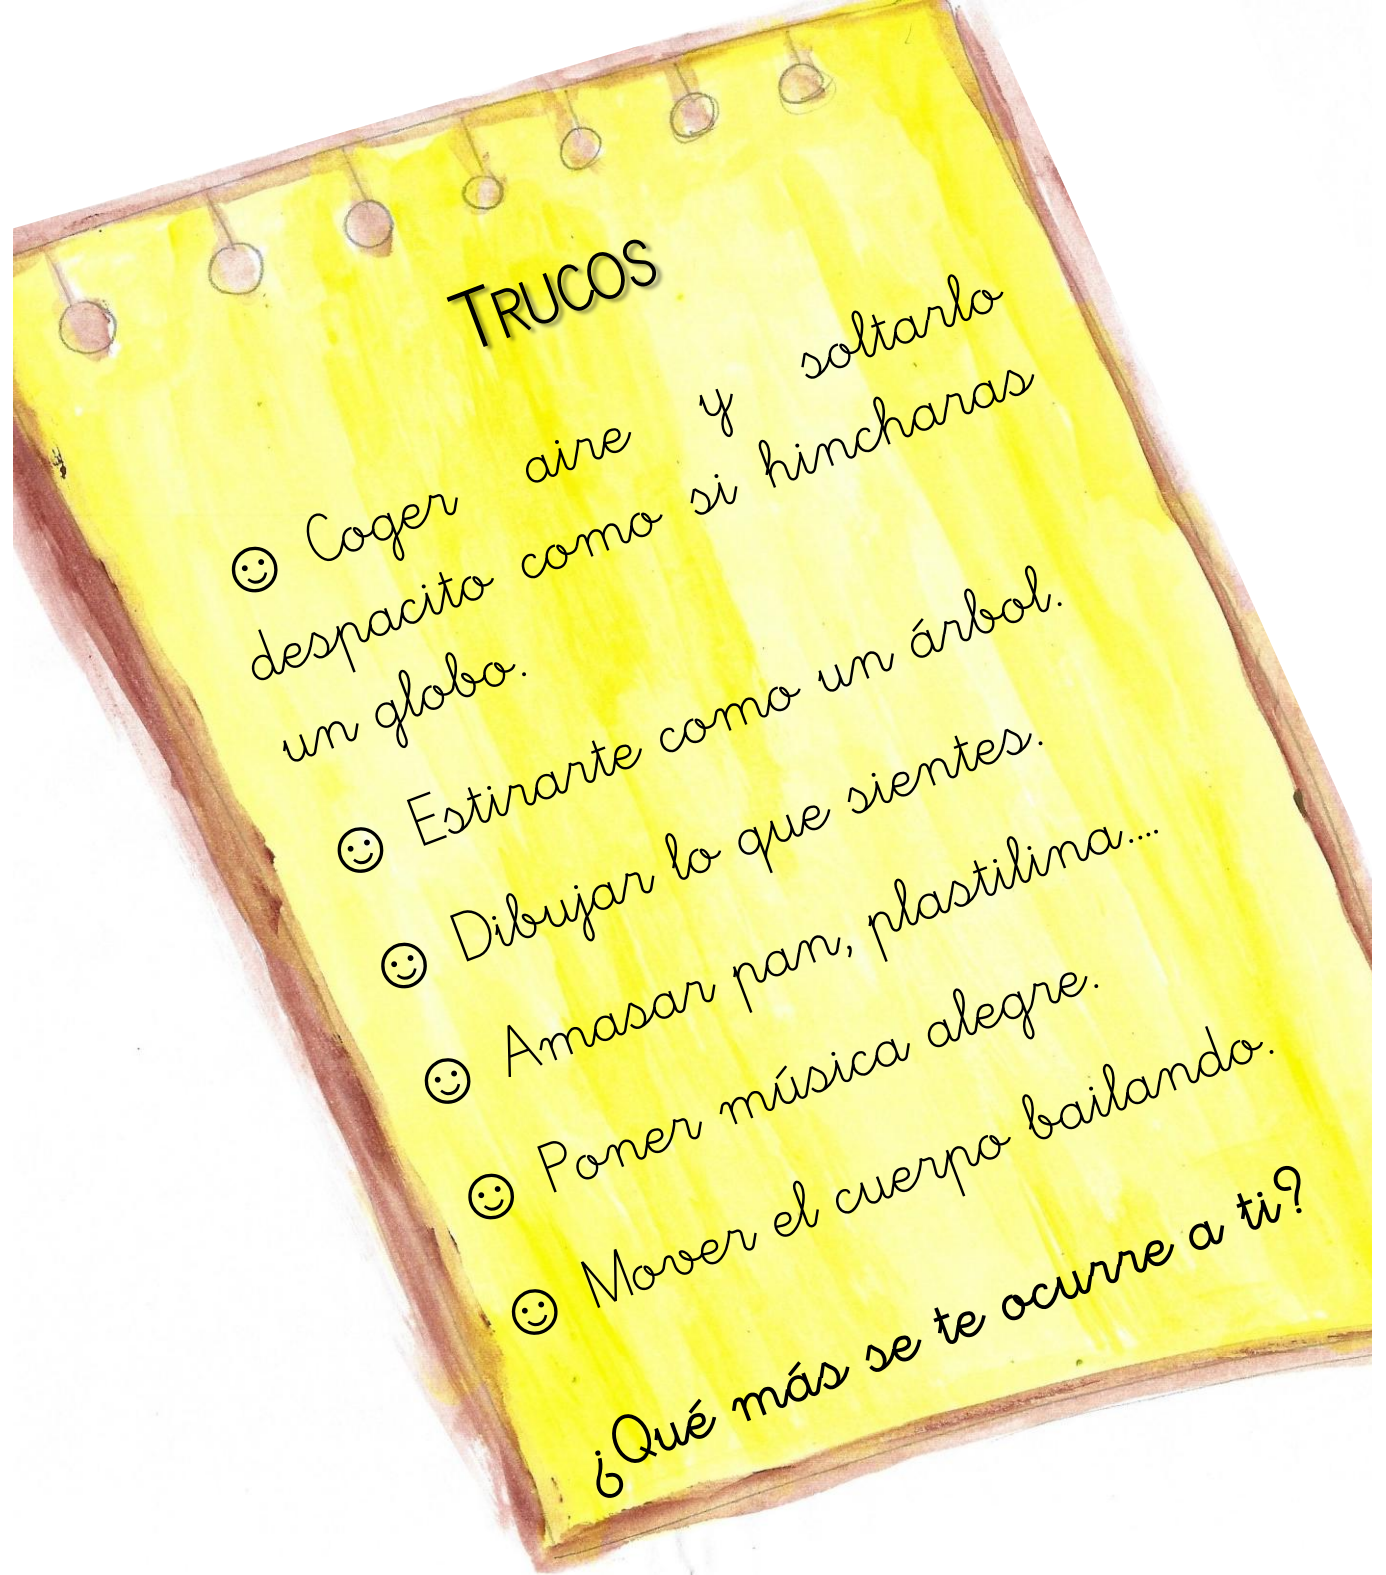 TRUCOS
☺ Coger aire y soltarlo
despacito como si hincharas
un globo.
☺ Estirarte como un árbol.
☺ Dibujar lo que sientes.
☺ Amasar pan, plastilina....
☺ Poner música alegre.
☺ Mover el cuerpo bailando.
¿Qué más se te ocurre a ti?